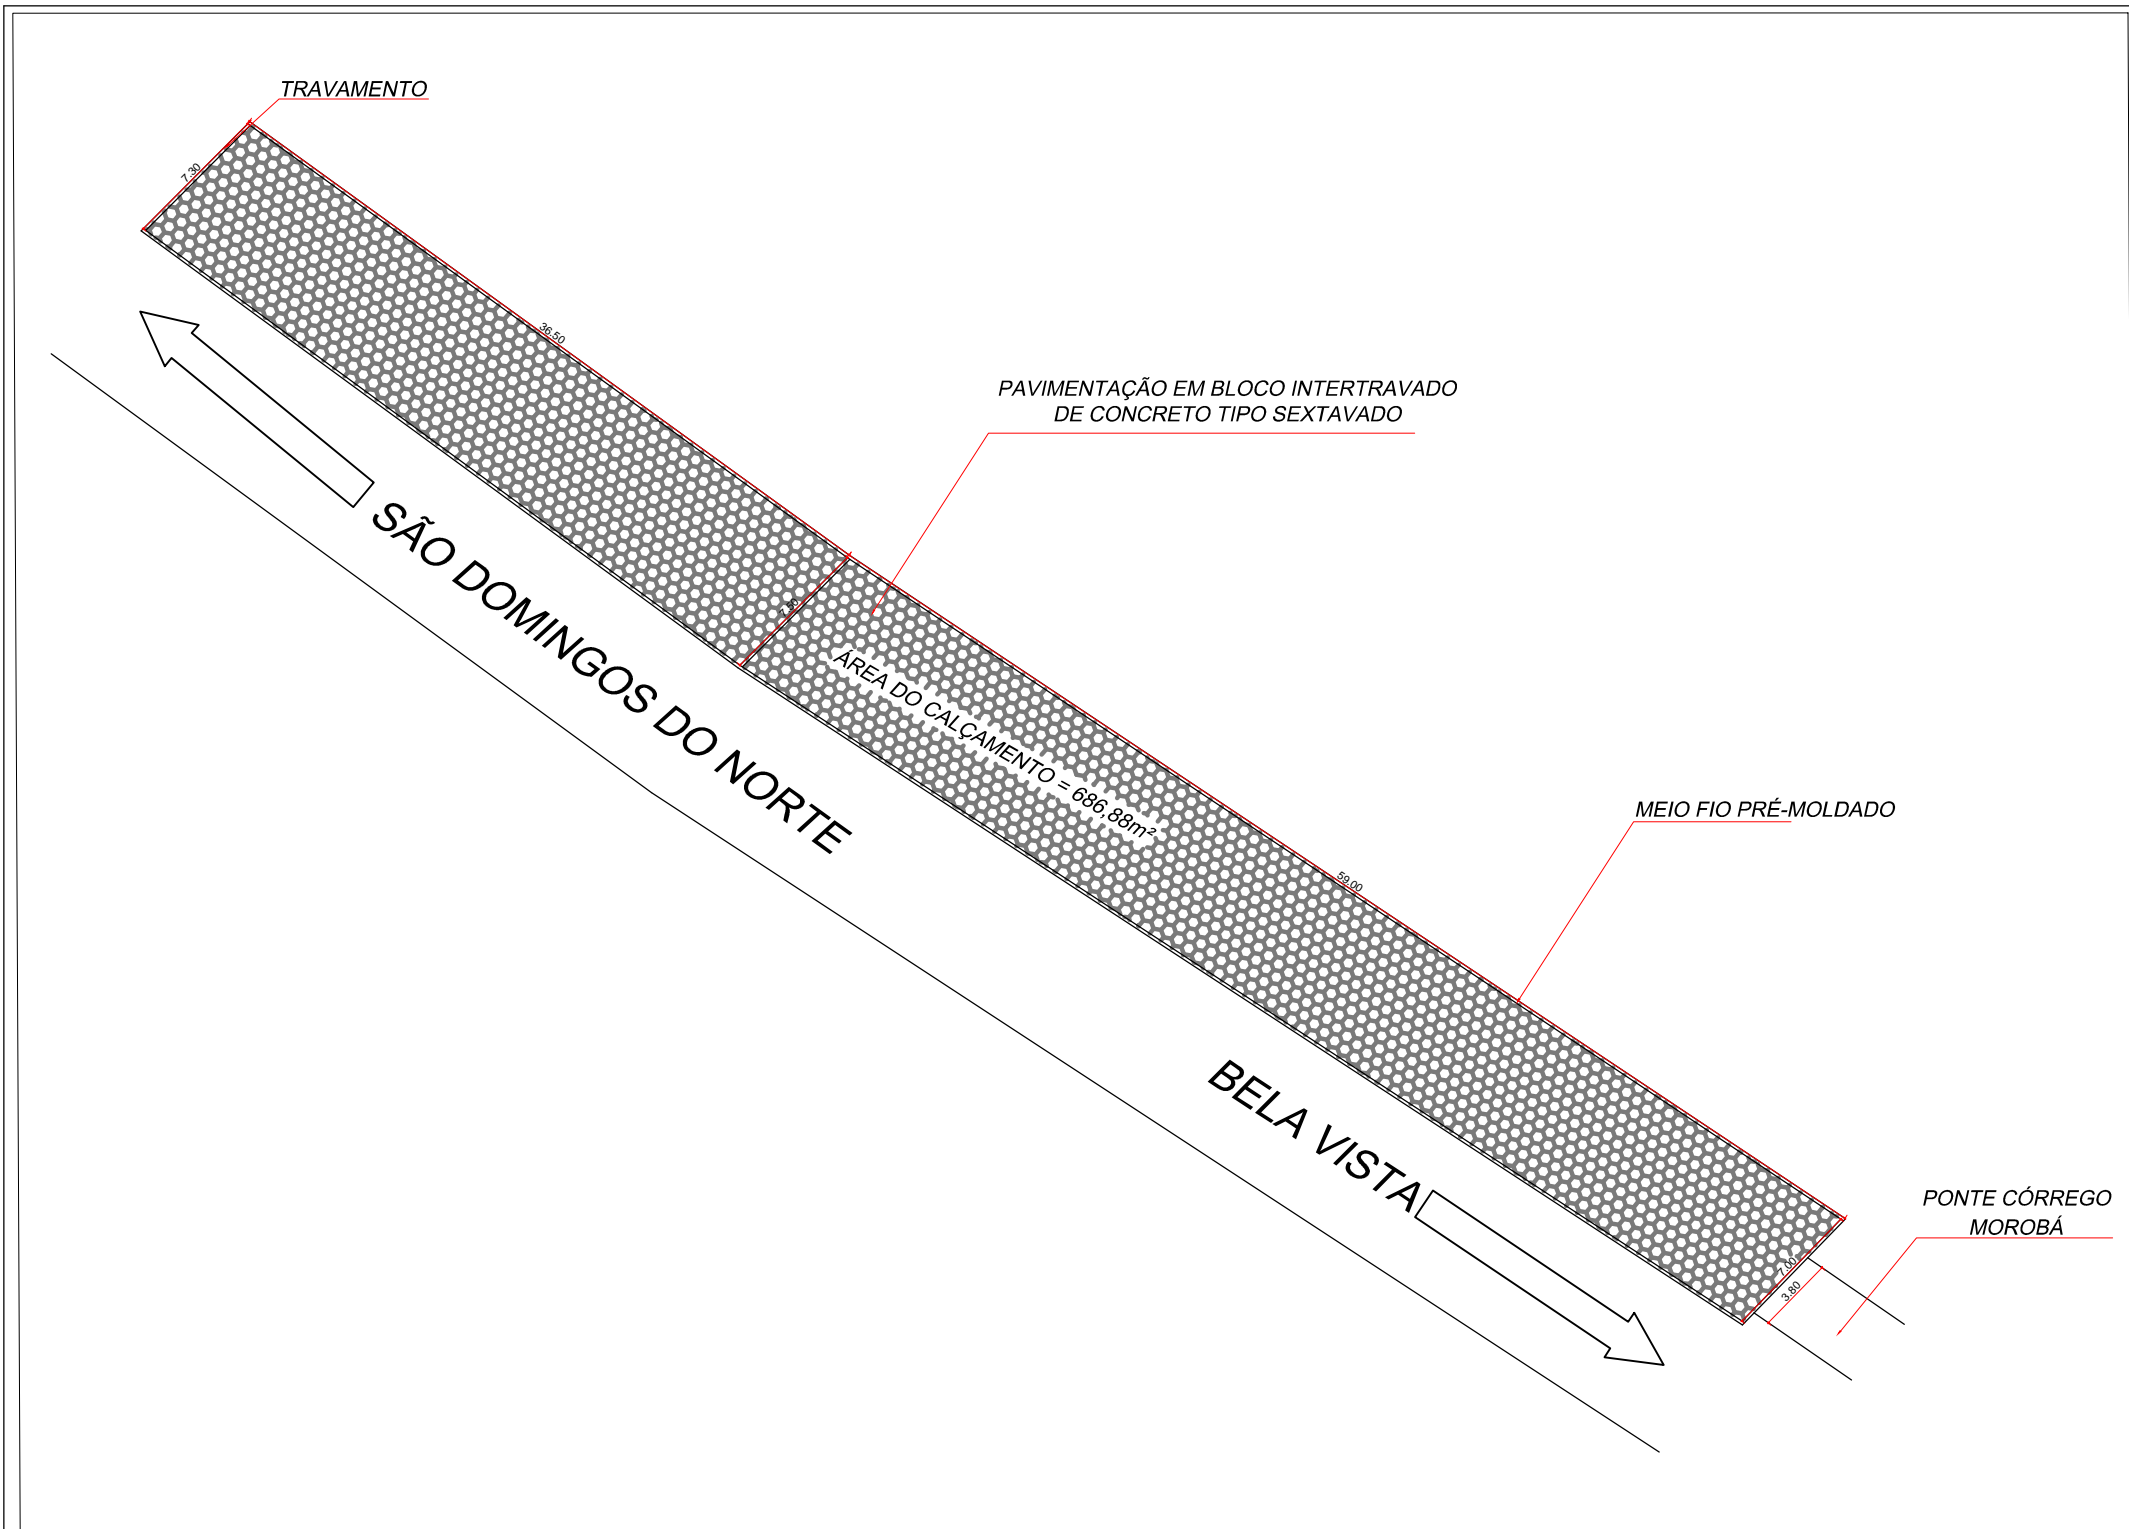 TRAVAMENTO
7.30
36.50
PAVIMENTAÇÃO EM BLOCO INTERTRAVADO
DE CONCRETO TIPO SEXTAVADO
SÃO DOMINGOS DO NORTE
7.50
ÁREA DO CALÇAMENTO = 686,88m²
MEIO FIO PRÉ-MOLDADO
59.00
BELA VISTA
PONTE CÓRREGO
MOROBÁ
7.00
3.80